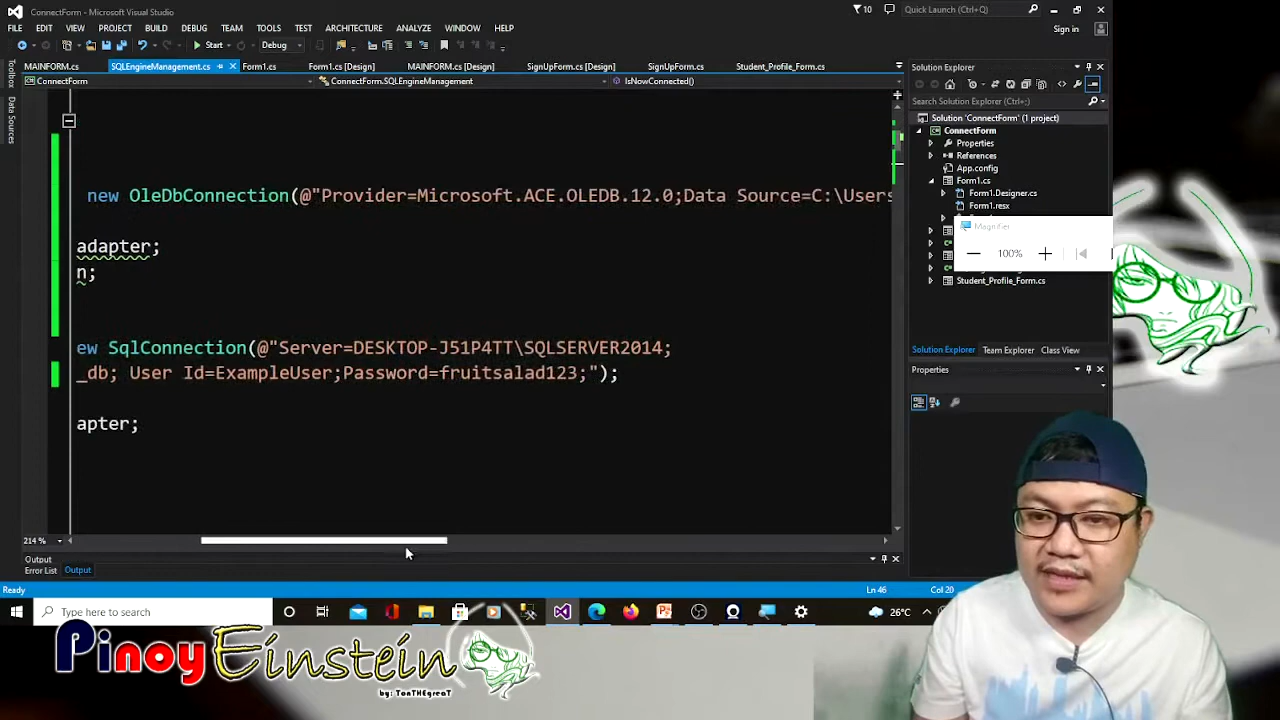 ConnectForm - Microsoft Visual Studio
10
Quick Launch (Ctrl+Q)
FILE EDIT VIEW PROJECT BUILD DEBUG TEAM TOOLS TEST ARCHITECTURE ANALYZE WINDOW HELP
Sign in
Start Debug
Toolbox
Data Sources
MAINFORM.cs SQLEngineManagement.cs Form1.cs Form1.cs [Design] MAINFORM.cs [Design] SignUpForm.cs [Design] SignUpForm.cs Student_Profile_Form.cs
ConnectForm ConnectForm.SQLEngineManagement IsNowConnected()
new OleDbConnection(@"Provider=Microsoft.ACE.OLEDB.12.0;Data Source=C:\Users
adapter;
n;
ew SqlConnection(@"Server=DESKTOP-J51P4TT\SQLSERVER2014;
_db; User Id=ExampleUser;Password=fruitsalad123;");
apter;
214 %
Output
Error List Output
Solution Explorer
Search Solution Explorer (Ctrl+;)
Solution 'ConnectForm' (1 project)
ConnectForm
Properties
References
App.config
Form1.cs
Form1.Designer.cs
Form1.resx
Magnifier
100%
Student_Profile_Form.cs
Solution Explorer Team Explorer Class View
Properties
Ready Ln 46 Col 20
Type here to search
26°C
PinoyEinstein
by: TonTHEgreaT